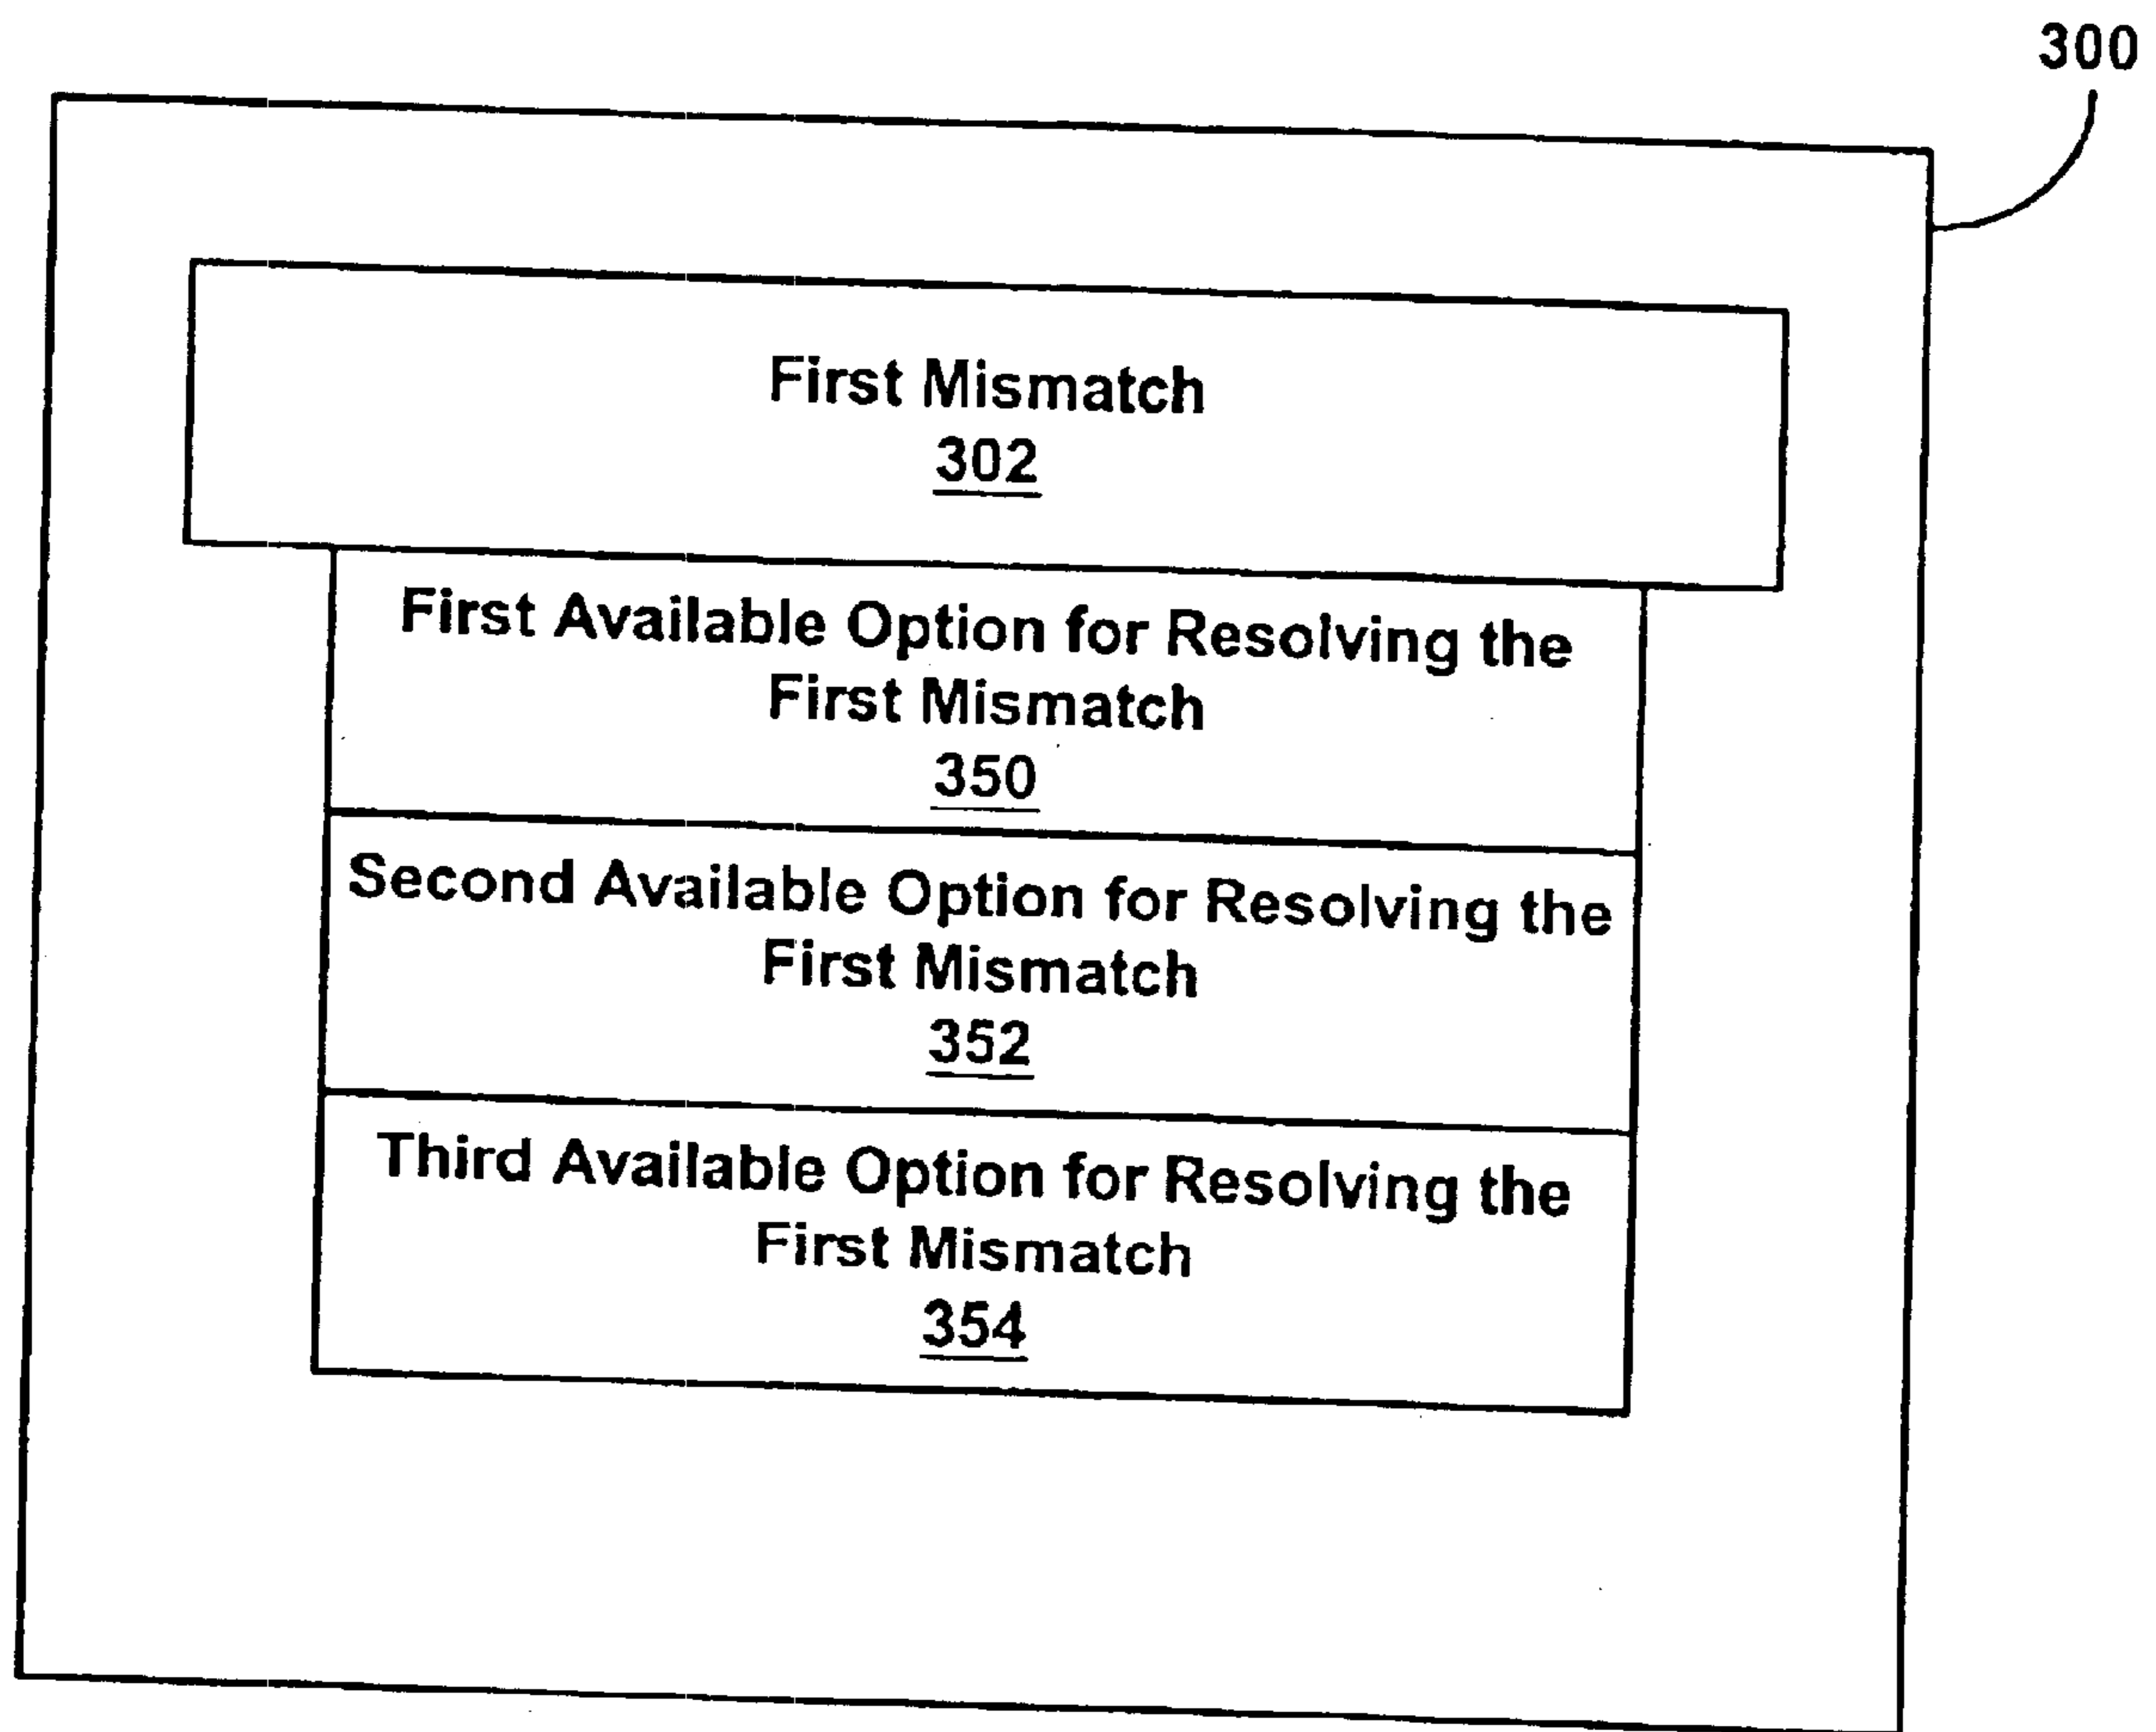 300
First Mismatch
302
First Available Option for Resolving the
First Mismatch
350
Second Available Option for Resolving the
First Mismatch
352
Third Available Option for Resolving the
First Mismatch
354